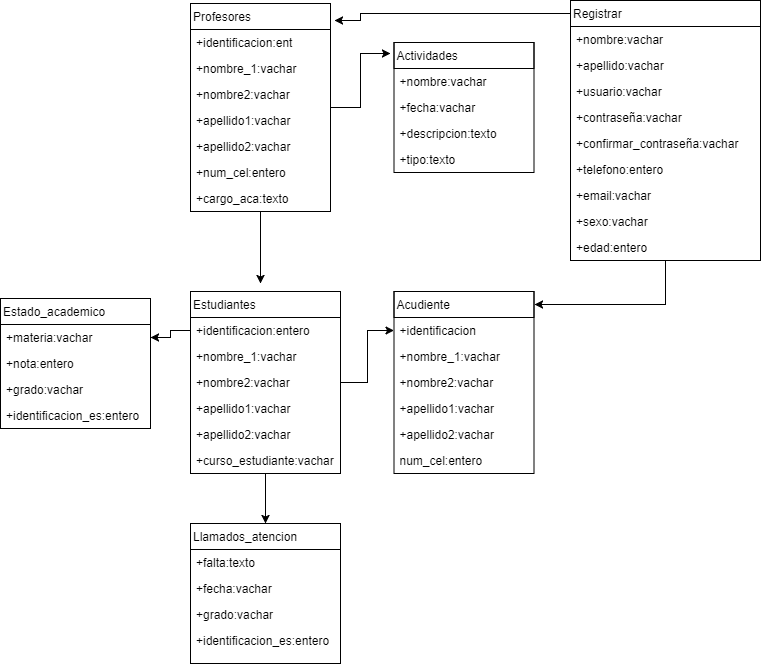 Profesores
+identificacion:ent
+nombre_1:vachar
+nombre2:vachar
+apellido1:vachar
+apellido2:vachar
+num_cel:entero
+cargo_aca:texto
Actividades
+nombre:vachar
+fecha:vachar
+descripcion:texto
+tipo:texto
Registrar
+nombre:vachar
+apellido:vachar
+usuario:vachar
+contraseña:vachar
+confirmar_contraseña:vachar
+telefono:entero
+email:vachar
+sexo:vachar
+edad:entero
Estado_academico
+materia:vachar
+nota:entero
+grado:vachar
+identificacion_es:entero
Estudiantes
+identificacion:entero
+nombre_1:vachar
+nombre2:vachar
+apellido1:vachar
+apellido2:vachar
+curso_estudiante:vachar
Acudiente
+identificacion
+nombre_1:vachar
+nombre2:vachar
+apellido1:vachar
+apellido2:vachar
num_cel:entero
Llamados_atencion
+falta:texto
+fecha:vachar
+grado:vachar
+identificacion_es:entero